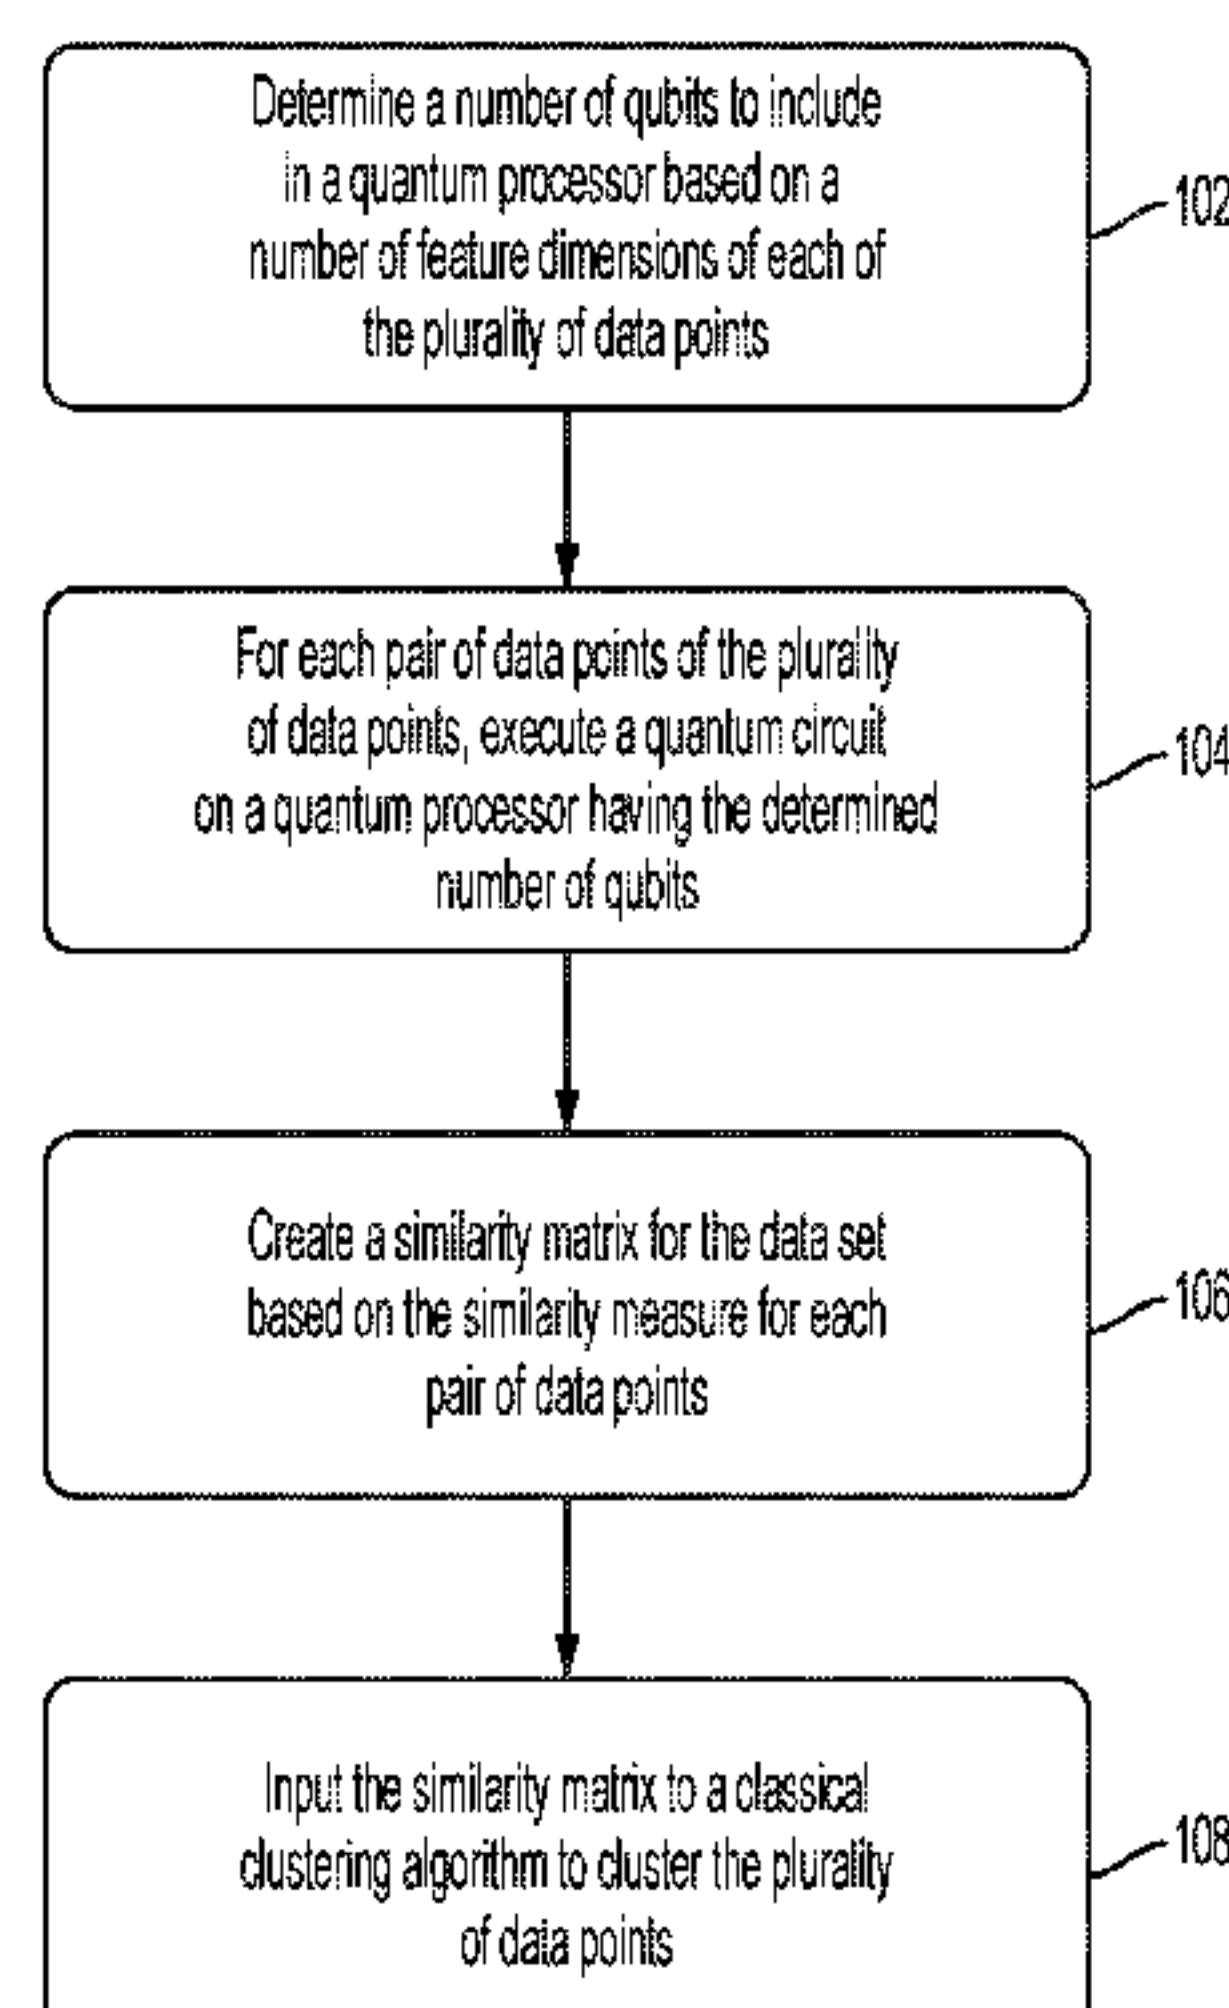 Determine a number of qubits to include
in a quantum processor based on a
number of feature dimensions of each of
the plurality of data points
102
For each pair of data points of the plurality
of data points, execute a quantum circuit
on a quantum processor having the determined
number of qubits
104
Create a similarity matrix for the data set
based on the similarity measure for each
pair of data points
106
Input the similarity matrix to a classical
clustering algorithm to cluster the plurality
of data points
108